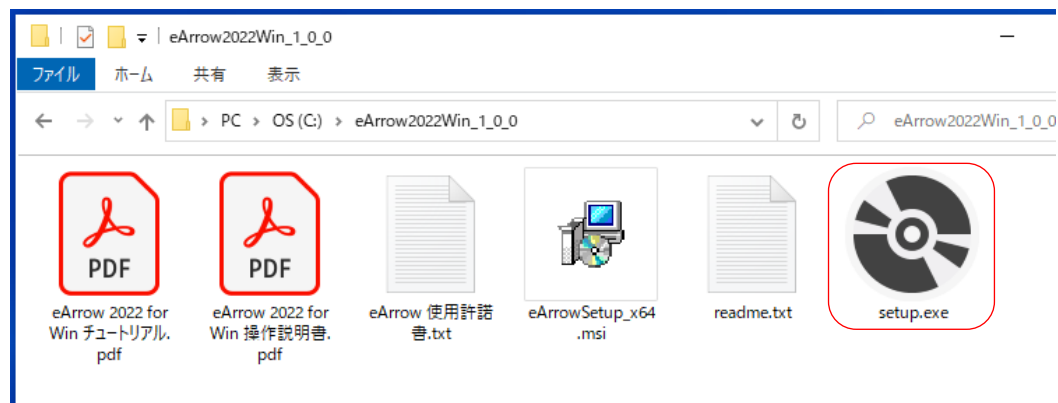 eArrow2022Win_1_0_0
ファイル ホーム 共有 表示
PC OS (C:) eArrow2022Win_1_0_0 eArrow2022Win_1_0_0
PDF PDF
eArrow 2022 for
Win チュートリアル.
pdf
eArrow 2022 for
Win 操作説明書.
pdf
eArrow 使用許諾
書.txt
eArrowSetup_x64
.msi
readme.txt
setup.exe